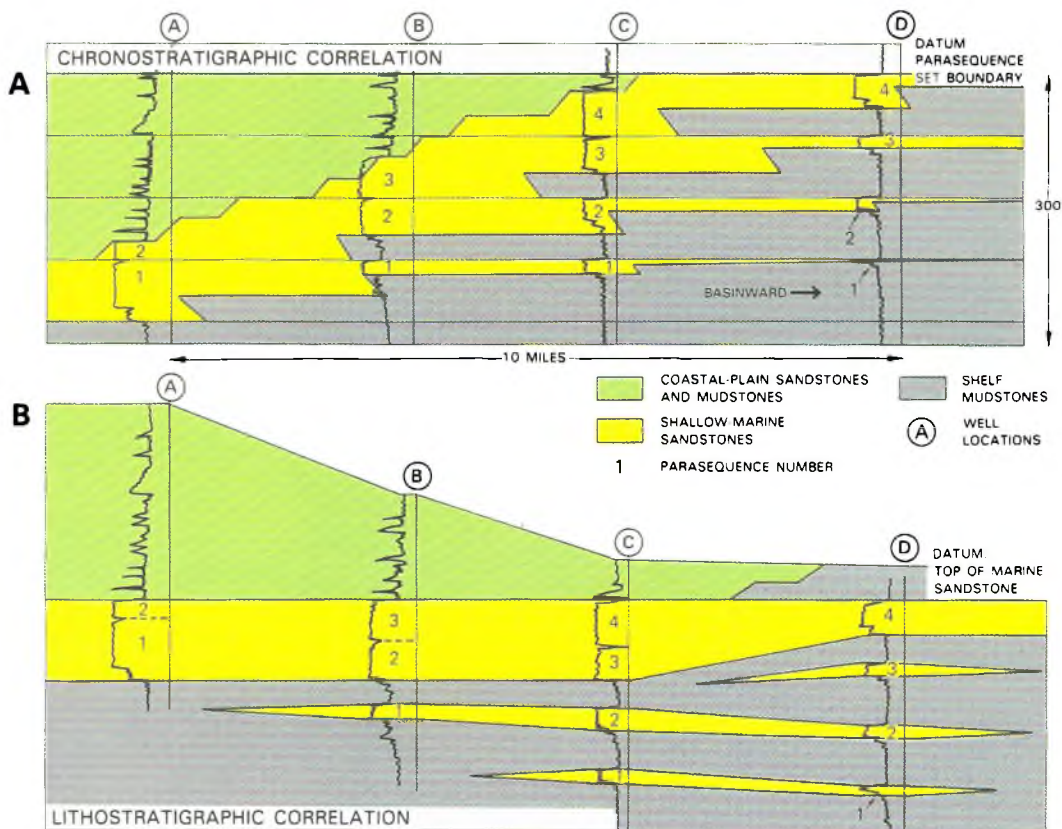 A
B
C
D
CHRONOSTRATIGRAPHIC CORRELATION
DATUM
PARASEQUENCE
SET BOUNDARY
A
4
4
3
3
3
2
2
2
2
1
1
1
1
300
BASINWARD →
10 MILES
COASTAL-PLAIN SANDSTONES
AND MUDSTONES
SHALLOW-MARINE
SANDSTONES
1 PARASEQUENCE NUMBER
SHELF
MUDSTONES
A WELL
LOCATIONS
B
A
B
C
D
DATUM:
TOP OF MARINE
SANDSTONE
2
3
4
4
1
2
3
3
1
2
2
1
1
LITHOSTRATIGRAPHIC CORRELATION